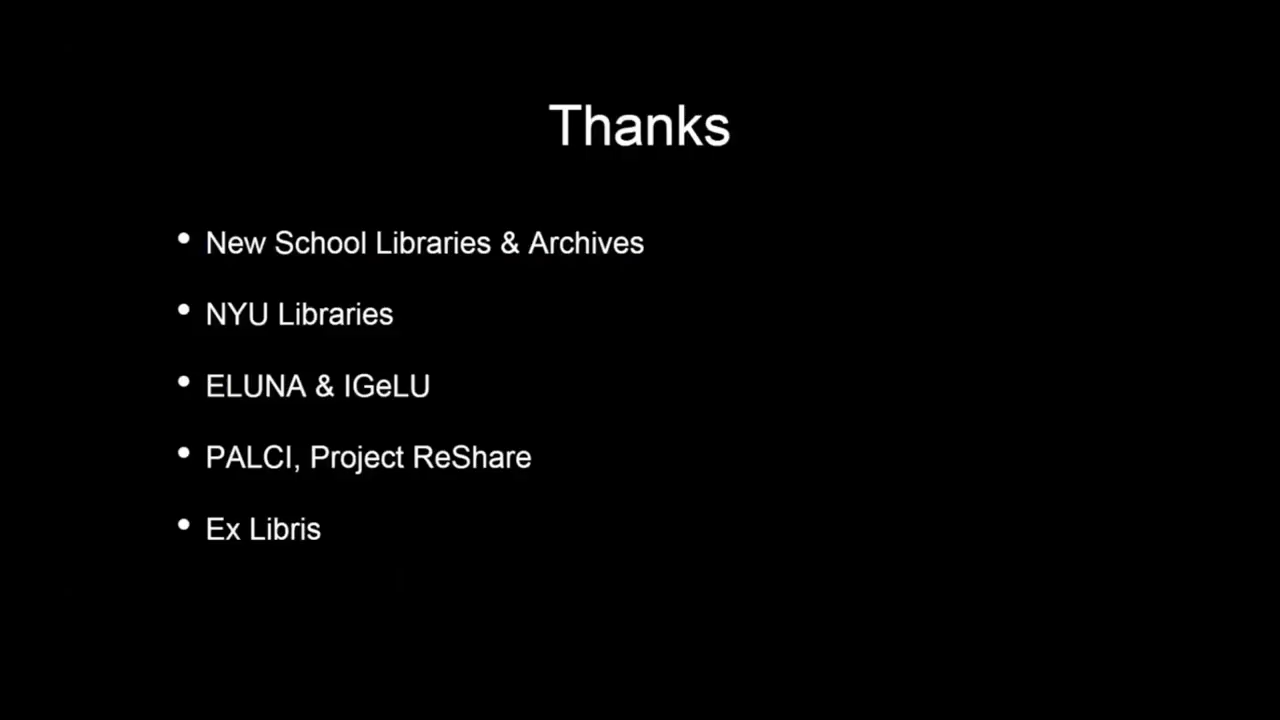 Thanks
• New School Libraries & Archives
• NYU Libraries
• ELUNA & IGeLU
• PALCI, Project ReShare
• Ex Libris